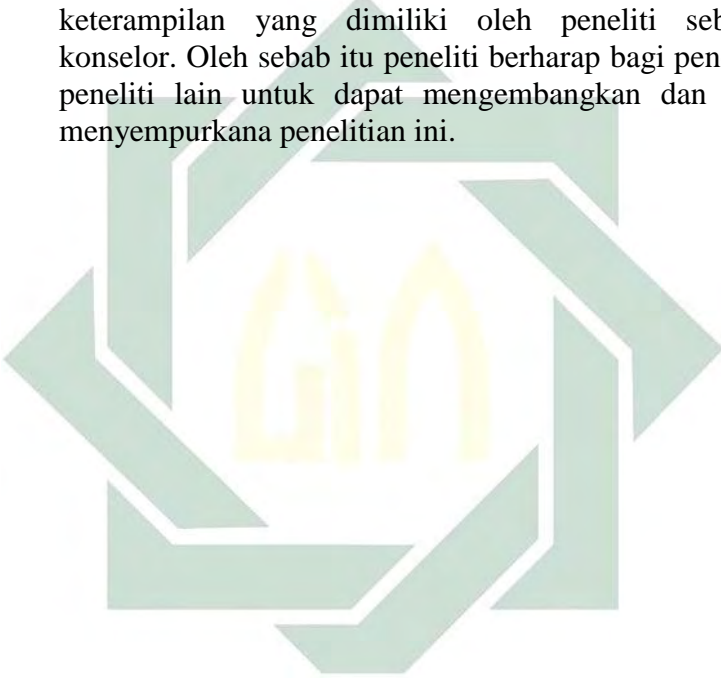 keterampilan yang dimiliki oleh peneliti seb
konselor. Oleh sebab itu peneliti berharap bagi pen
peneliti lain untuk dapat mengembangkan dan
menyempurkana penelitian ini.